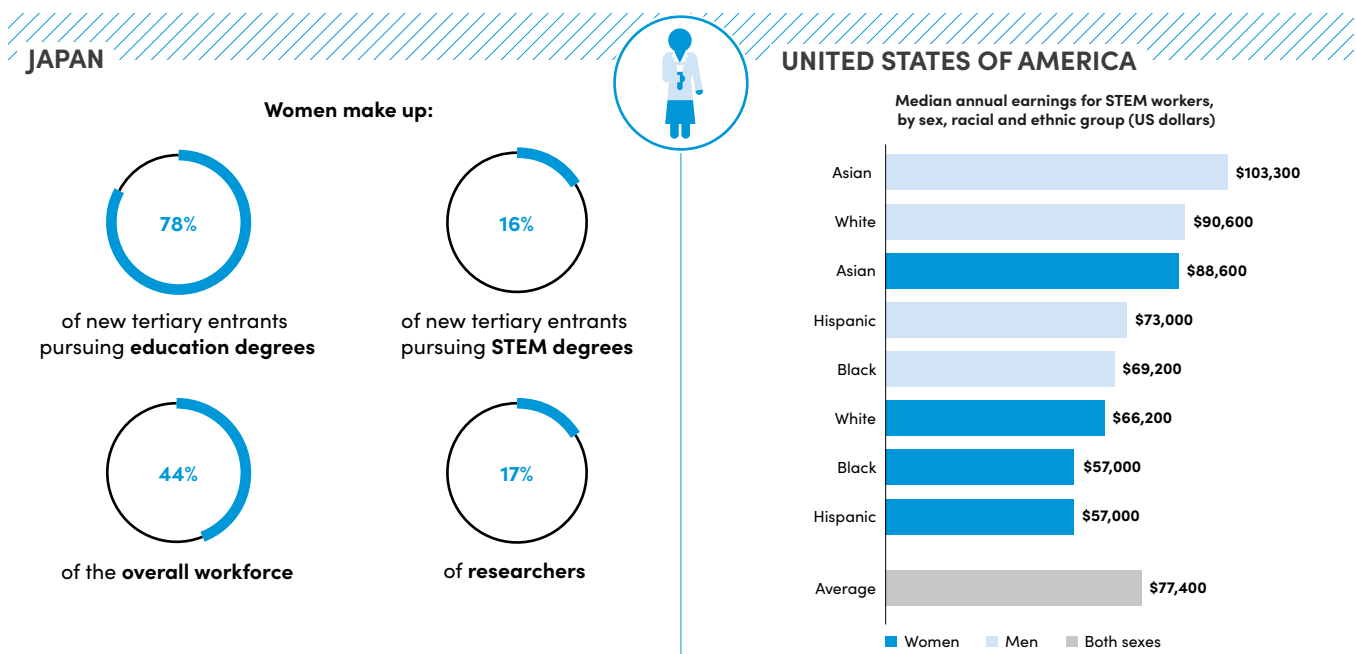 JAPAN
Women make up:
78%
of new tertiary entrants
pursuing education degrees
16%
of new tertiary entrants
pursuing STEM degrees
44%
of the overall workforce
17%
of researchers
UNITED STATES OF AMERICA
Median annual earnings for STEM workers,
by sex, racial and ethnic group (US dollars)
Asian $103,300
White $90,600
Asian $88,600
Hispanic $73,000
Black $69,200
White $66,200
Black $57,000
Hispanic $57,000
Average $77,400
Women Men Both sexes